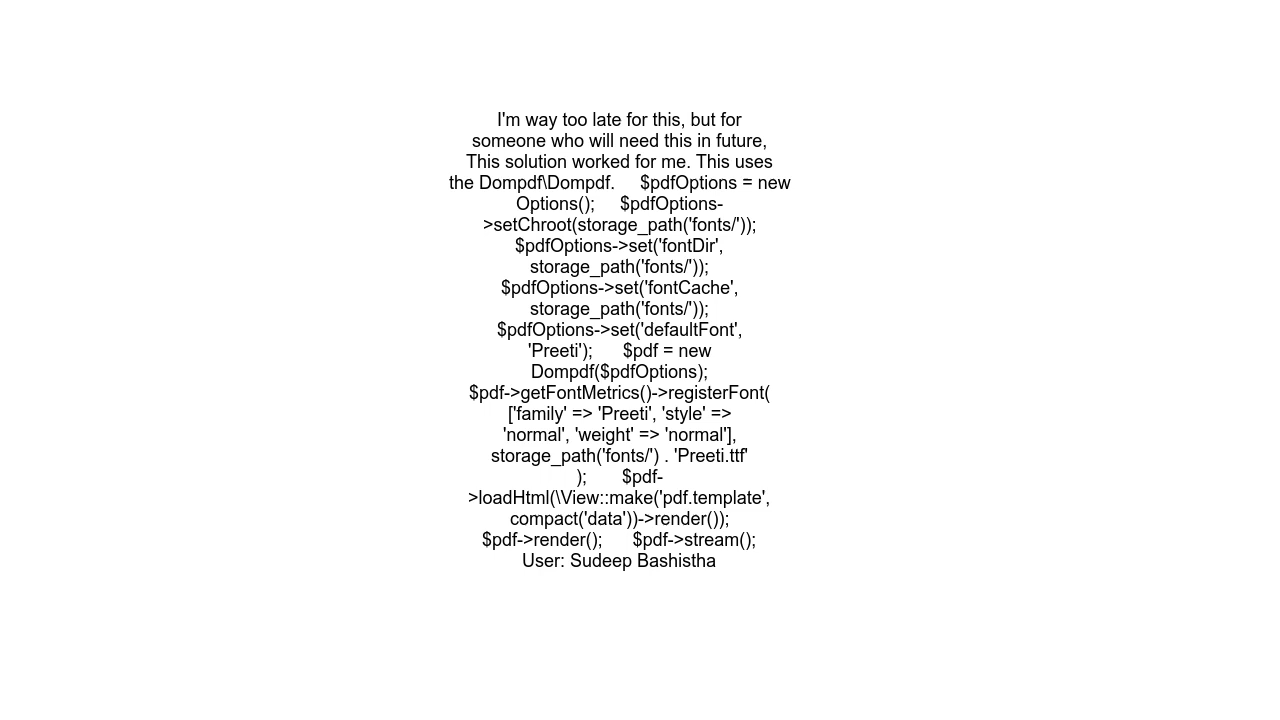 I'm way too late for this, but for
someone who will need this in future,
This solution worked for me. This uses
the Dompdf\Dompdf.     $pdfOptions = new
Options();     $pdfOptions-
>setChroot(storage_path('fonts/'));
$pdfOptions->set('fontDir',
storage_path('fonts/'));
$pdfOptions->set('fontCache',
storage_path('fonts/'));
$pdfOptions->set('defaultFont',
'Preeti');      $pdf = new
Dompdf($pdfOptions);
$pdf->getFontMetrics()->registerFont(
['family' => 'Preeti', 'style' =>
'normal', 'weight' => 'normal'],
storage_path('fonts/') . 'Preeti.ttf'
);       $pdf-
>loadHtml(\View::make('pdf.template',
compact('data'))->render());
$pdf->render();      $pdf->stream();
User: Sudeep Bashistha